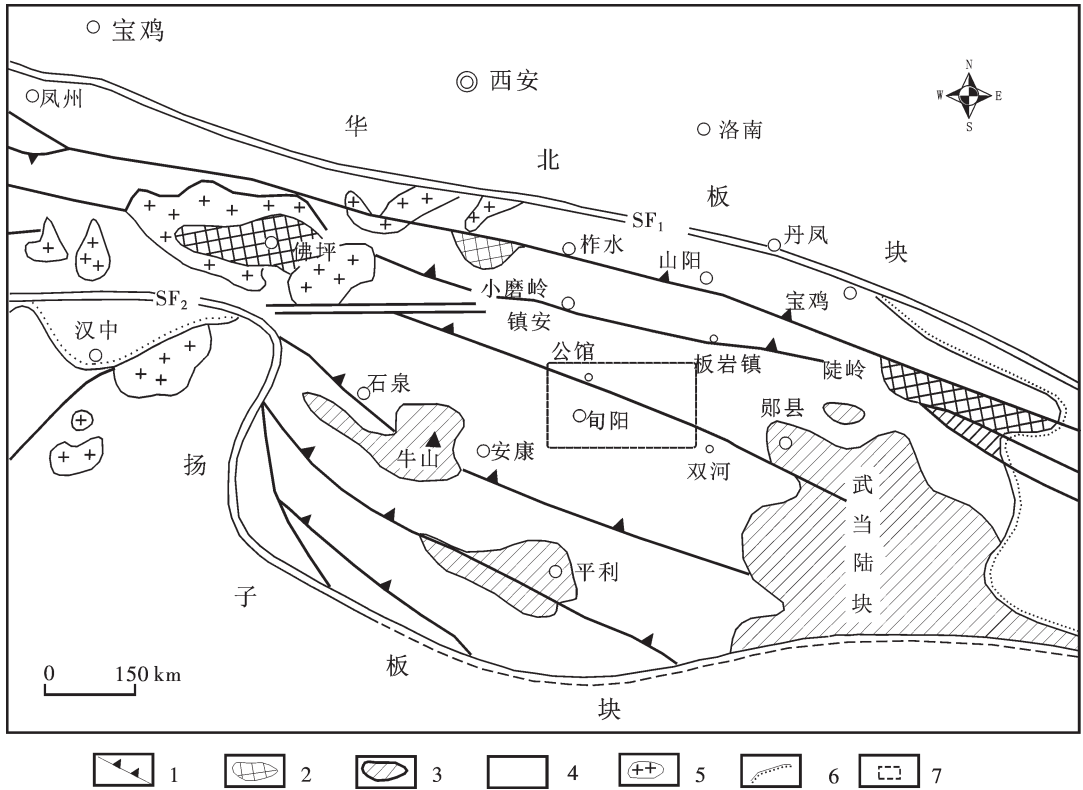 宝鸡
西安
N
W
E
S
凤州
华
北
板
块
洛南
SF1
丹凤
柞水
山阳
佛坪
小磨岭
宝鸡
SF2
镇安
汉中
公馆
板岩镇
陡岭
石泉
旬阳
郧县
牛山
安康
双河
扬
子
板
块
武
当
陆
块
平利
0 150 km
1 2 3 4 5 6 7